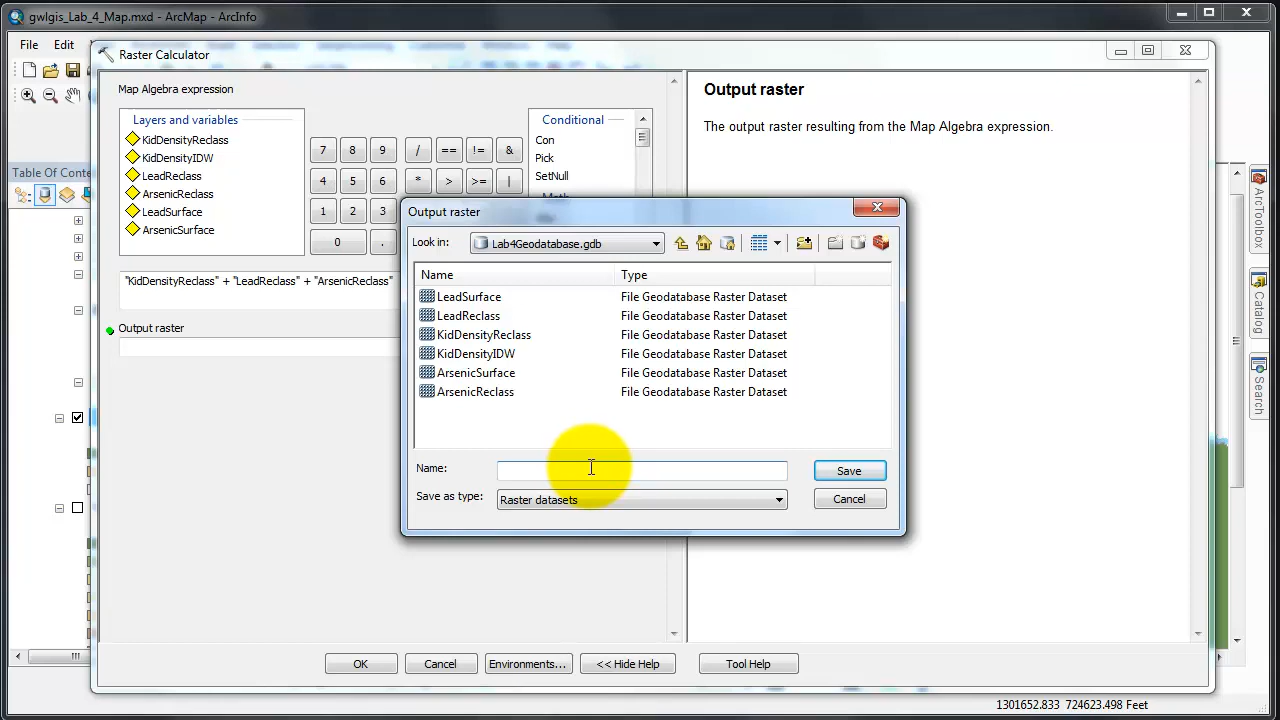 gwlgis_Lab_4_Map.mxd - ArcMap - ArcInfo
File Edit
Raster Calculator
Map Algebra expression
Layers and variables
KidDensityReclass
KidDensityIDW
LeadReclass
ArsenicReclass
LeadSurface
ArsenicSurface
7 8 9 / == != &
4 5 6 * > >= |
1 2 3
0 .
Conditional
Con
Pick
SetNull
Math
"KidDensityReclass" + "LeadReclass" + "ArsenicReclass"
Output raster
Output raster
The output raster resulting from the Map Algebra expression.
Table Of Conte
Output raster
Look in: Lab4Geodatabase.gdb
Name Type
LeadSurface File Geodatabase Raster Dataset
LeadReclass File Geodatabase Raster Dataset
KidDensityReclass File Geodatabase Raster Dataset
KidDensityIDW File Geodatabase Raster Dataset
ArsenicSurface File Geodatabase Raster Dataset
ArsenicReclass File Geodatabase Raster Dataset
Name: Save
Save as type: Raster datasets Cancel
ArcToolbox
Catalog
Search
OK Cancel Environments... << Hide Help Tool Help
1301652.833 724623.498 Feet